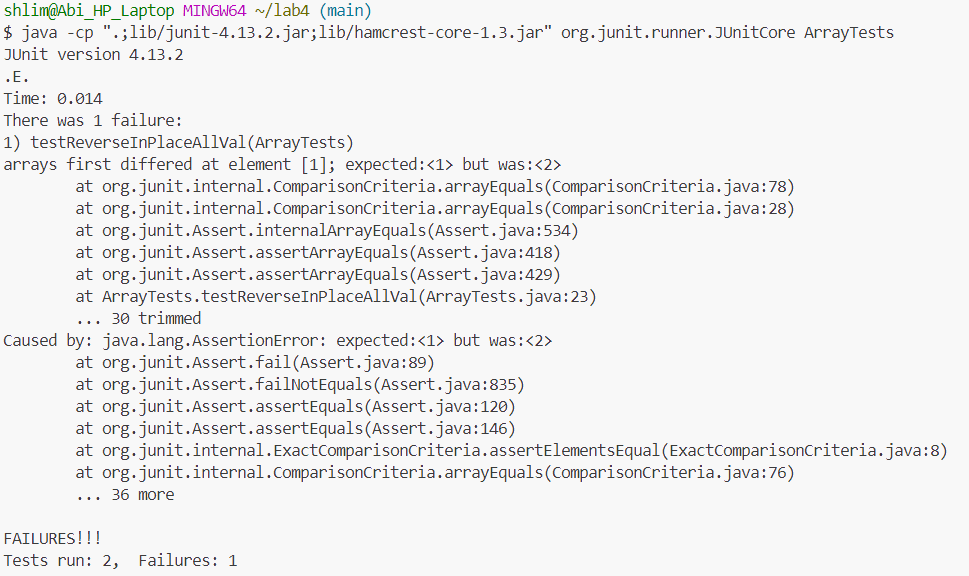 shlim@Abi_HP_Laptop MINGW64 ~/lab4 (main)
$ java -cp ".;lib/junit-4.13.2.jar;lib/hamcrest-core-1.3.jar" org.junit.runner.JUnitCore ArrayTests
JUnit version 4.13.2
.E.
Time: 0.014
There was 1 failure:
1) testReverseInPlaceAllVal(ArrayTests)
arrays first differed at element [1]; expected:<1> but was:<2>
        at org.junit.internal.ComparisonCriteria.arrayEquals(ComparisonCriteria.java:78)
        at org.junit.internal.ComparisonCriteria.arrayEquals(ComparisonCriteria.java:28)
        at org.junit.Assert.internalArrayEquals(Assert.java:534)
        at org.junit.Assert.assertArrayEquals(Assert.java:418)
        at org.junit.Assert.assertArrayEquals(Assert.java:429)
        at ArrayTests.testReverseInPlaceAllVal(ArrayTests.java:23)
        ... 30 trimmed
Caused by: java.lang.AssertionError: expected:<1> but was:<2>
        at org.junit.Assert.fail(Assert.java:89)
        at org.junit.Assert.failNotEquals(Assert.java:835)
        at org.junit.Assert.assertEquals(Assert.java:120)
        at org.junit.Assert.assertEquals(Assert.java:146)
        at org.junit.internal.ExactComparisonCriteria.assertElementsEqual(ExactComparisonCriteria.java:8)
        at org.junit.internal.ComparisonCriteria.arrayEquals(ComparisonCriteria.java:76)
        ... 36 more

FAILURES!!!
Tests run: 2,  Failures: 1